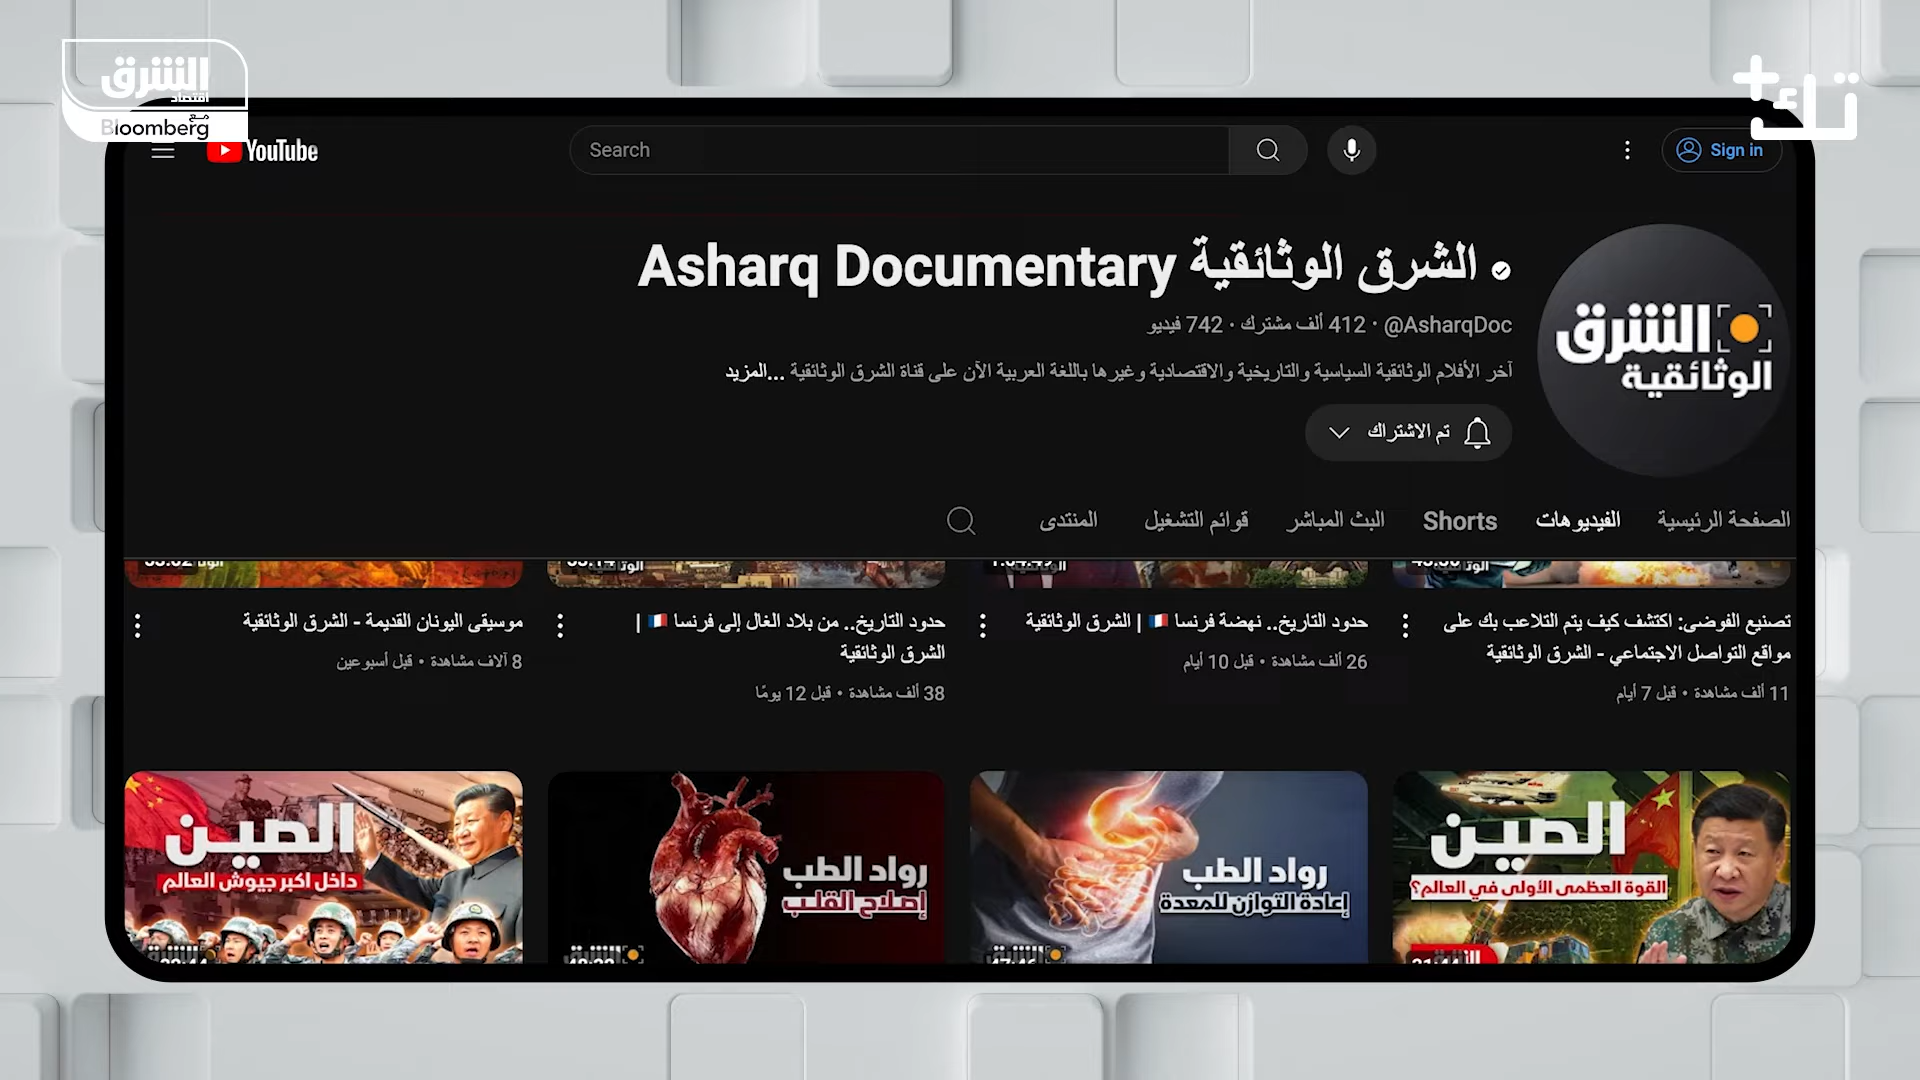 الشرق
اقتصاد
مع
Bloomberg
تك+
YouTube
Search
Sign in
الشرق الوثائقية Asharq Documentary
@AsharqDoc • 412 ألف مشترك • 742 فيديو
آخر الأفلام الوثائقية السياسية والتاريخية والاقتصادية وغيرها باللغة العربية الآن على قناة الشرق الوثائقية ...المزيد
تم الاشتراك
الشرق
الوثائقية
الصفحة الرئيسية الفيديوهات Shorts البث المباشر قوائم التشغيل المنتدى
تصنيع الفوضى: اكتشف كيف يتم التلاعب بك على
مواقع التواصل الاجتماعي - الشرق الوثائقية
11 ألف مشاهدة • قبل 7 أيام
حدود التاريخ.. نهضة فرنسا 🇫🇷 | الشرق الوثائقية
26 ألف مشاهدة • قبل 10 أيام
حدود التاريخ.. من بلاد الغال إلى فرنسا 🇫🇷 |
الشرق الوثائقية
38 ألف مشاهدة • قبل 12 يومًا
موسيقى اليونان القديمة - الشرق الوثائقية
8 آلاف مشاهدة • قبل أسبوعين
الصين
القوة العظمى الأولى في العالم؟
رواد الطب
إعادة التوازن للمعدة
رواد الطب
إصلاح القلب
الصين
داخل اكبر جيوش العالم